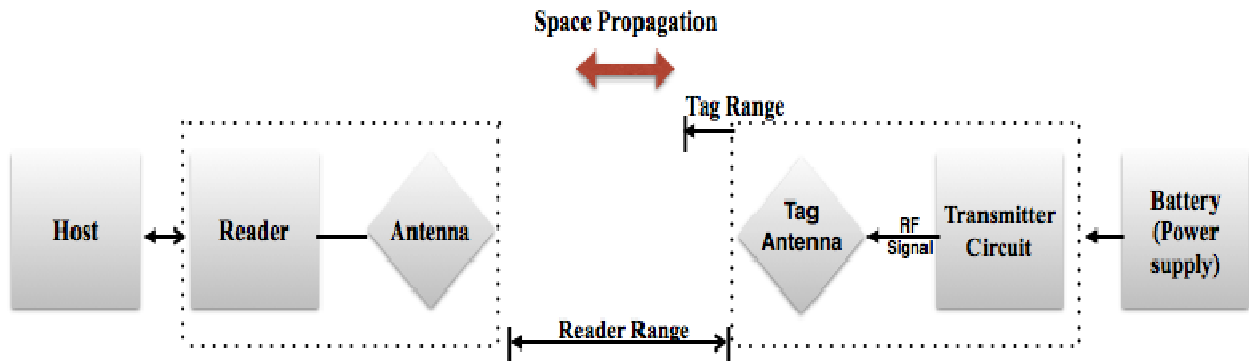 Space Propagation
Tag Range
Host
Reader
Antenna
Tag
Antenna
RF
Signal
Transmitter
Circuit
Battery
(Power
supply)
Reader Range